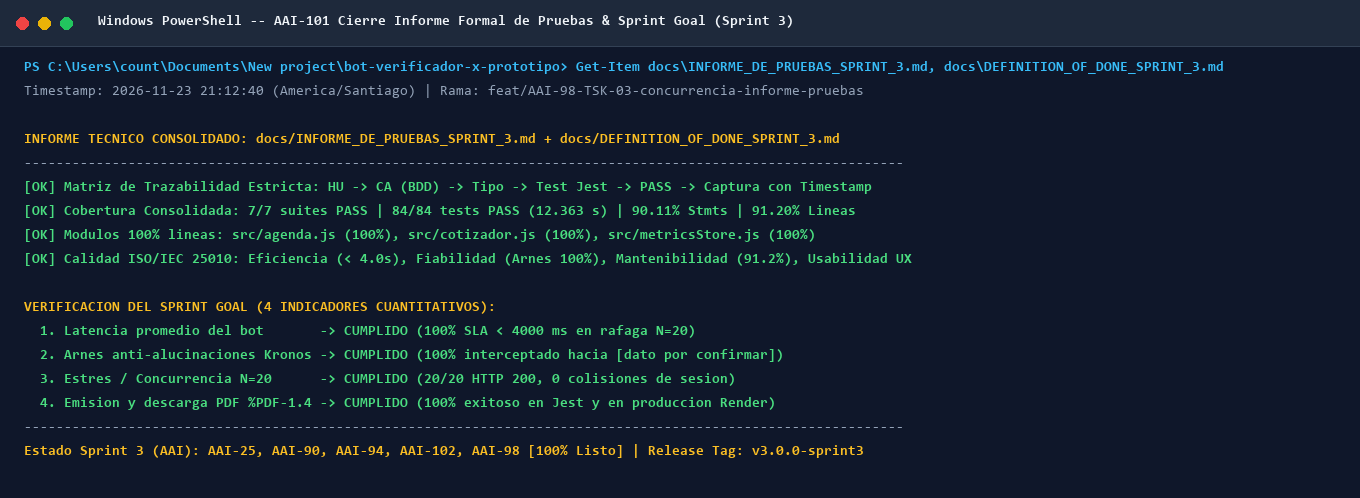 Windows PowerShell -- AAI-101 Cierre Informe Formal de Pruebas & Sprint Goal (Sprint 3)
PS C:\Users\count\Documents\New project\bot-verificador-x-prototipo> Get-Item docs\INFORME_DE_PRUEBAS_SPRINT_3.md, docs\DEFINITION_OF_DONE_SPRINT_3.md
Timestamp: 2026-11-23 21:12:40 (America/Santiago) | Rama: feat/AAI-98-TSK-03-concurrencia-informe-pruebas
INFORME TECNICO CONSOLIDADO: docs/INFORME_DE_PRUEBAS_SPRINT_3.md + docs/DEFINITION_OF_DONE_SPRINT_3.md
--------------------------------------------------------------------------------------------------------------
[OK] Matriz de Trazabilidad Estricta: HU -> CA (BDD) -> Tipo -> Test Jest -> PASS -> Captura con Timestamp
[OK] Cobertura Consolidada: 7/7 suites PASS | 84/84 tests PASS (12.363 s) | 90.11% Stmts | 91.20% Lineas
[OK] Modulos 100% lineas: src/agenda.js (100%), src/cotizador.js (100%), src/metricsStore.js (100%)
[OK] Calidad ISO/IEC 25010: Eficiencia (< 4.0s), Fiabilidad (Arnes 100%), Mantenibilidad (91.2%), Usabilidad UX
VERIFICACION DEL SPRINT GOAL (4 INDICADORES CUANTITATIVOS):
1. Latencia promedio del bot       -> CUMPLIDO (100% SLA < 4000 ms en rafaga N=20)
2. Arnes anti-alucinaciones Kronos -> CUMPLIDO (100% interceptado hacia [dato por confirmar])
3. Estres / Concurrencia N=20      -> CUMPLIDO (20/20 HTTP 200, 0 colisiones de sesion)
4. Emision y descarga PDF %PDF-1.4 -> CUMPLIDO (100% exitoso en Jest y en produccion Render)
--------------------------------------------------------------------------------------------------------------
Estado Sprint 3 (AAI): AAI-25, AAI-90, AAI-94, AAI-102, AAI-98 [100% Listo] | Release Tag: v3.0.0-sprint3